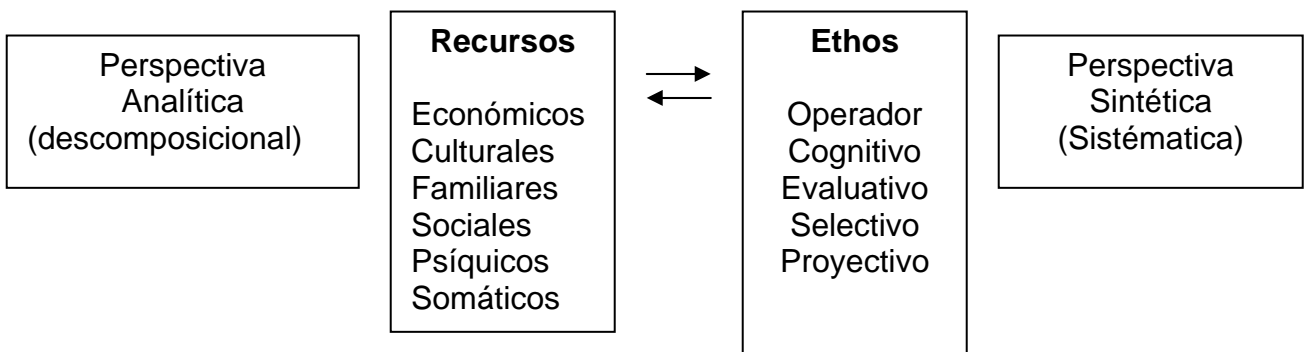 Perspectiva
Analítica
(descomposicional)
Recursos
Económicos
Culturales
Familiares
Sociales
Psíquicos
Somáticos
Ethos
Operador
Cognitivo
Evaluativo
Selectivo
Proyectivo
Perspectiva
Sintética
(Sistématica)